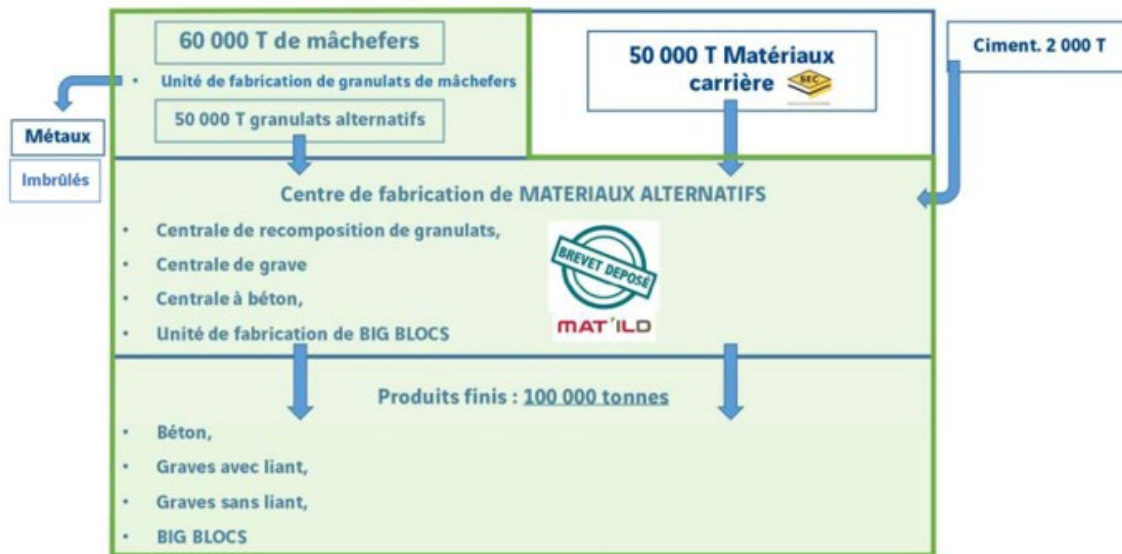 60 000 T de mâchefers
• Unité de fabrication de granulats de mâchefers
50 000 T granulats alternatifs
Métaux
Imbrûlés
50 000 T Matériaux
carrière
SEC
Ciment. 2 000 T
Centre de fabrication de MATERIAUX ALTERNATIFS
• Centrale de recomposition de granulats,
• Centrale de grave
• Centrale à béton,
• Unité de fabrication de BIG BLOCS
BREVET DEPOSÉ
MAT'ILD
Produits finis : 100 000 tonnes
• Béton,
• Graves avec liant,
• Graves sans liant,
• BIG BLOCS